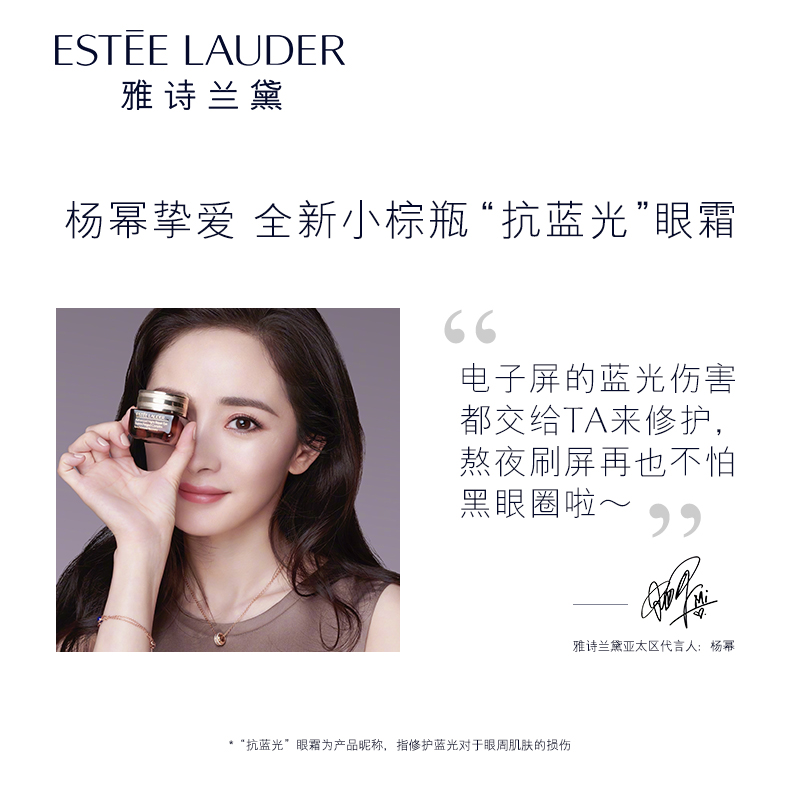 ESTĒE LAUDER
雅诗兰黛
杨幂挚爱 全新小棕瓶“抗蓝光”眼霜
“
电子屏的蓝光伤害
都交给TA来修护，
熬夜刷屏再也不怕
黑眼圈啦～
”
Mi
雅诗兰黛亚太区代言人：杨幂
*“抗蓝光”眼霜为产品昵称，指修护蓝光对于眼周肌肤的损伤